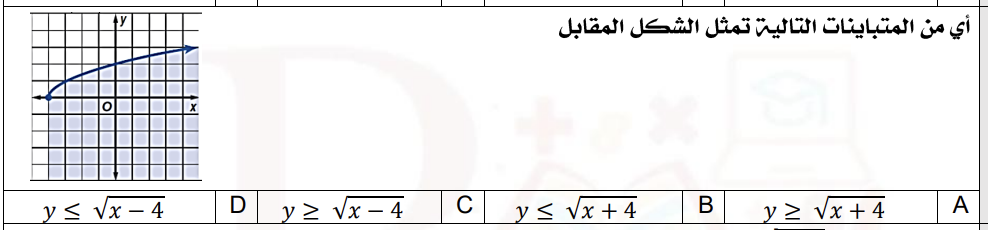 أي من المتباينات التالية تمثل الشكل المقابل
y
O
x
A y ≥ √(x + 4) B y ≤ √(x + 4) C y ≥ √(x − 4) D y ≤ √(x − 4)